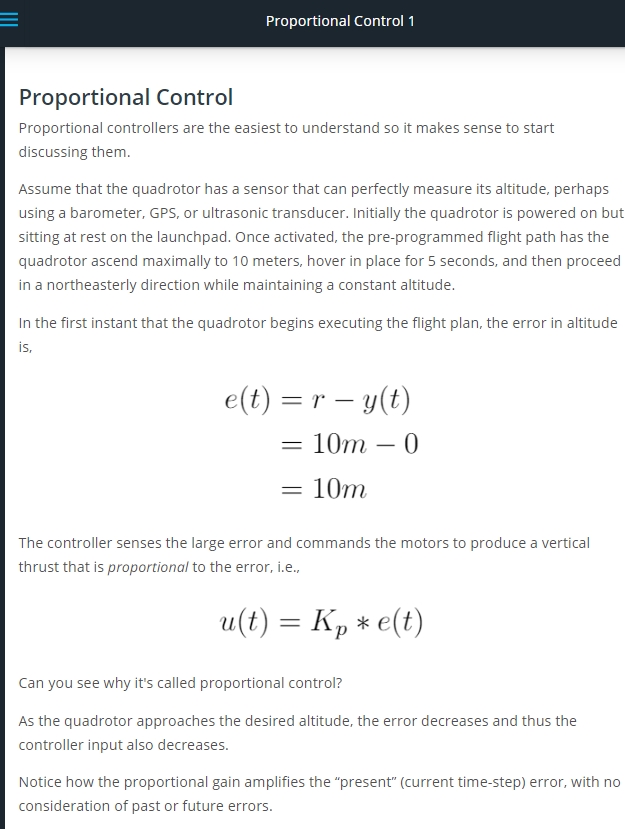 Proportional Control 1
Proportional Control
Proportional controllers are the easiest to understand so it makes sense to start
discussing them.
Assume that the quadrotor has a sensor that can perfectly measure its altitude, perhaps
using a barometer, GPS, or ultrasonic transducer. Initially the quadrotor is powered on but
sitting at rest on the launchpad. Once activated, the pre-programmed flight path has the
quadrotor ascend maximally to 10 meters, hover in place for 5 seconds, and then proceed
in a northeasterly direction while maintaining a constant altitude.
In the first instant that the quadrotor begins executing the flight plan, the error in altitude
is,
e(t) = r − y(t)
= 10m − 0
= 10m
The controller senses the large error and commands the motors to produce a vertical
thrust that is proportional to the error, i.e.,
u(t) = Kₚ * e(t)
Can you see why it's called proportional control?
As the quadrotor approaches the desired altitude, the error decreases and thus the
controller input also decreases.
Notice how the proportional gain amplifies the “present” (current time-step) error, with no
consideration of past or future errors.